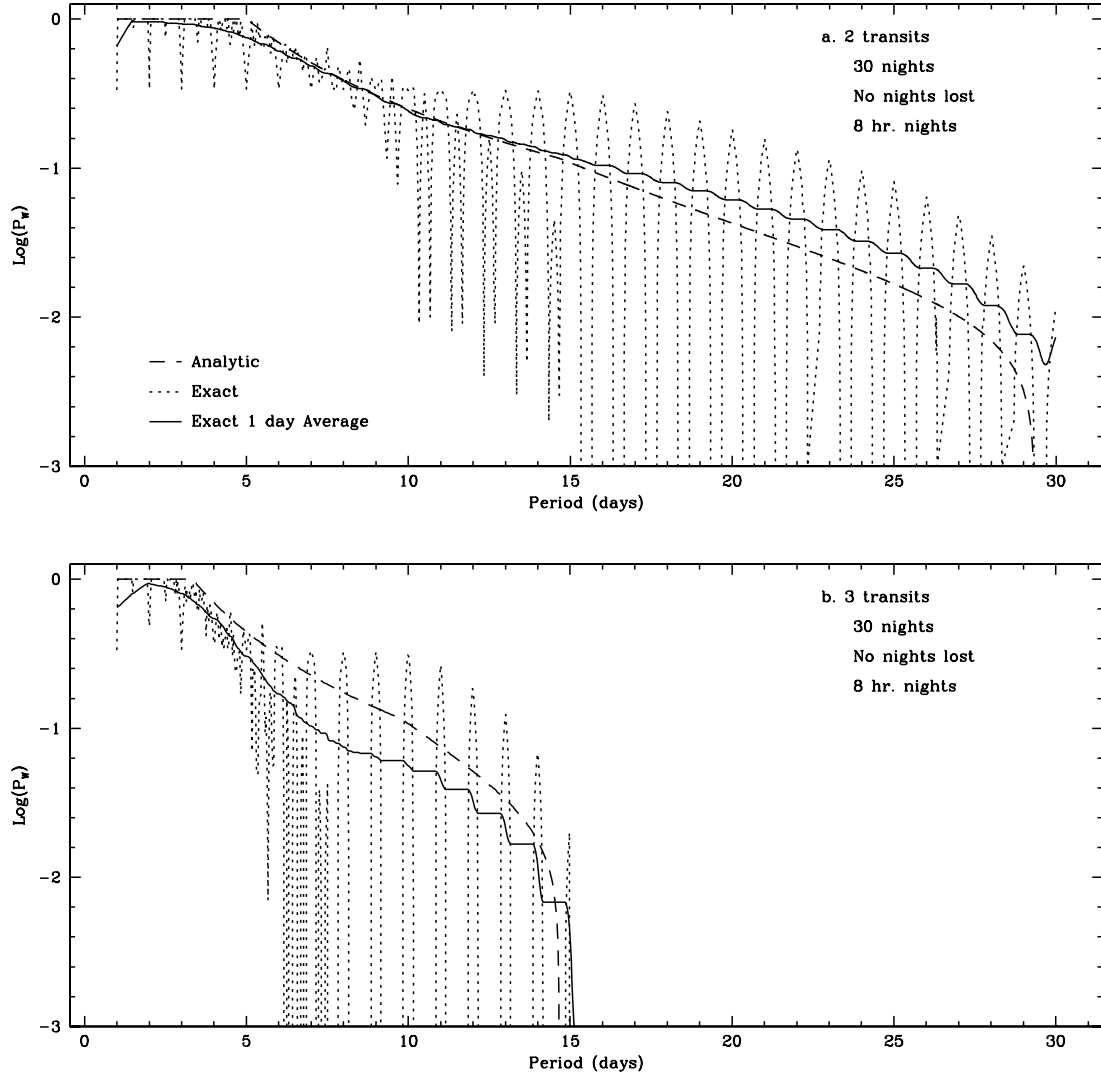 0
-1
-2
-3
Log(P_W)
a. 2 transits
30 nights
No nights lost
8 hr. nights
Analytic
Exact
Exact 1 day Average
0 5 10 15 20 25 30
Period (days)
0
-1
-2
-3
Log(P_W)
b. 3 transits
30 nights
No nights lost
8 hr. nights
0 5 10 15 20 25 30
Period (days)